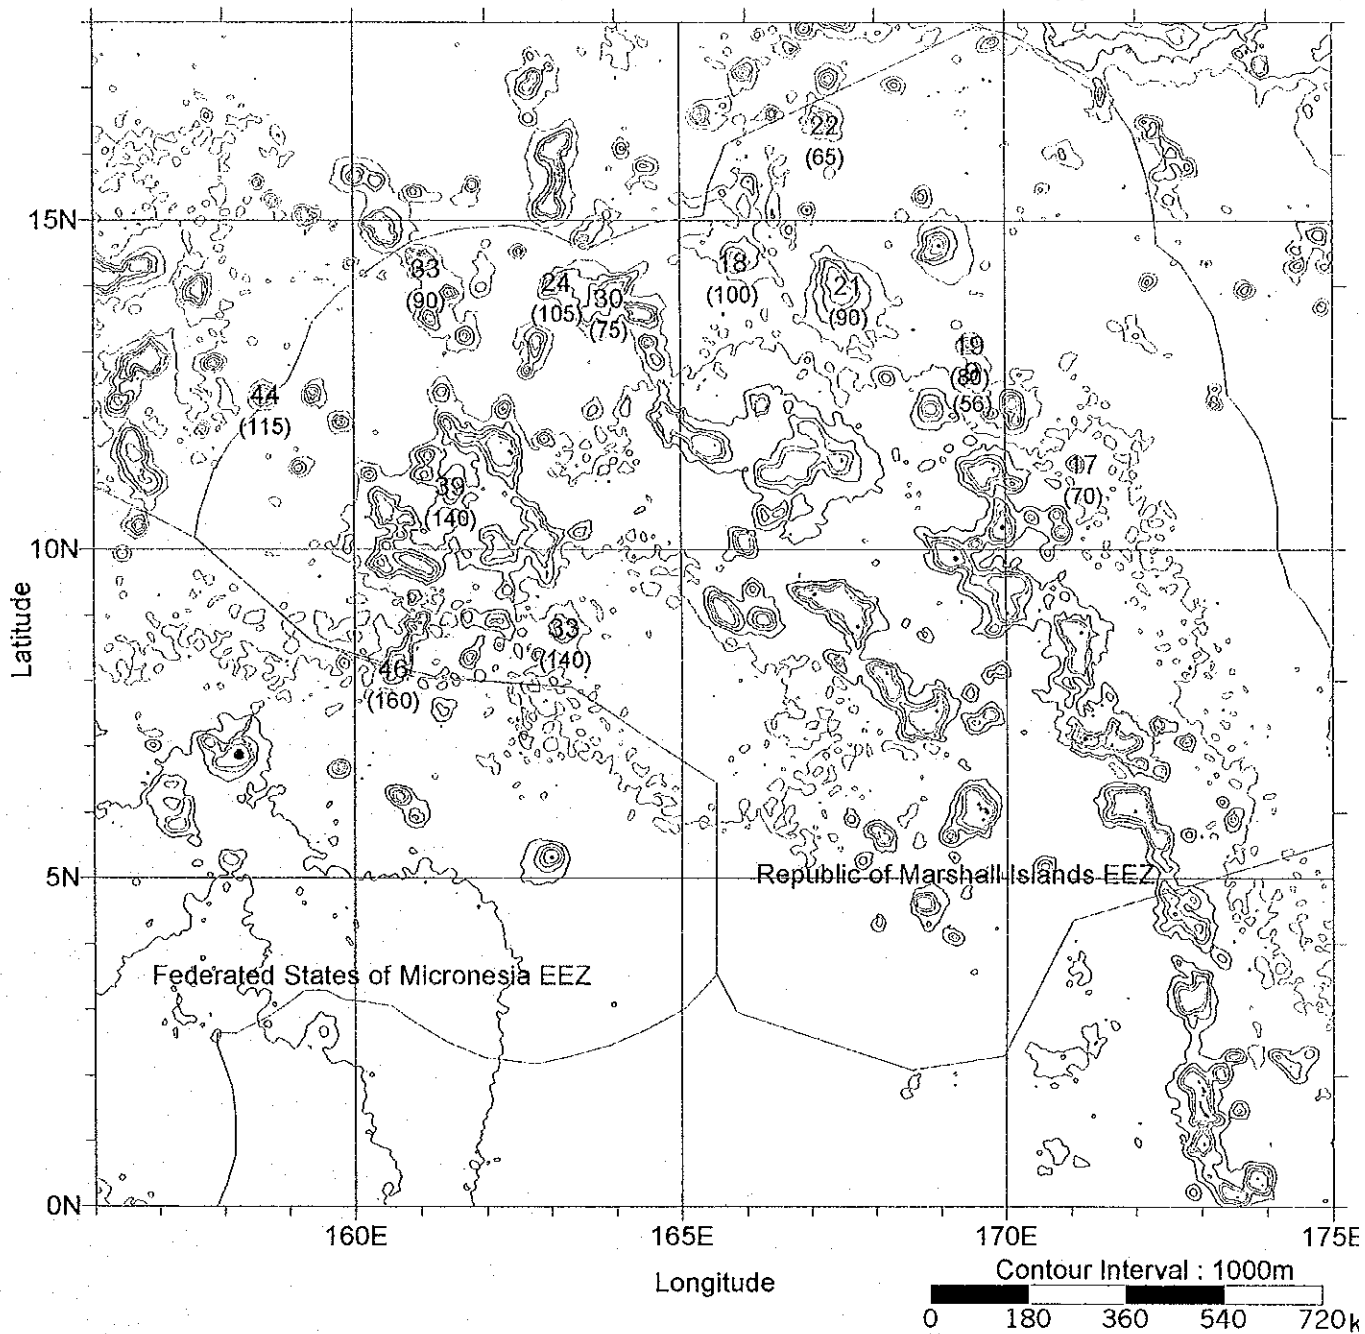 22
(65)
15N
33
(90)
24
(105)
30
(75)
18
(100)
21
(90)
19
(80)
(56)
44
(115)
39
(140)
17
(70)
10N
33
(140)
46
(160)
Latitude
5N
Republic of Marshall Islands EEZ
Federated States of Micronesia EEZ
0N
160E
165E
170E
175E
Longitude
Contour Interval : 1000m
0 180 360 540 720k